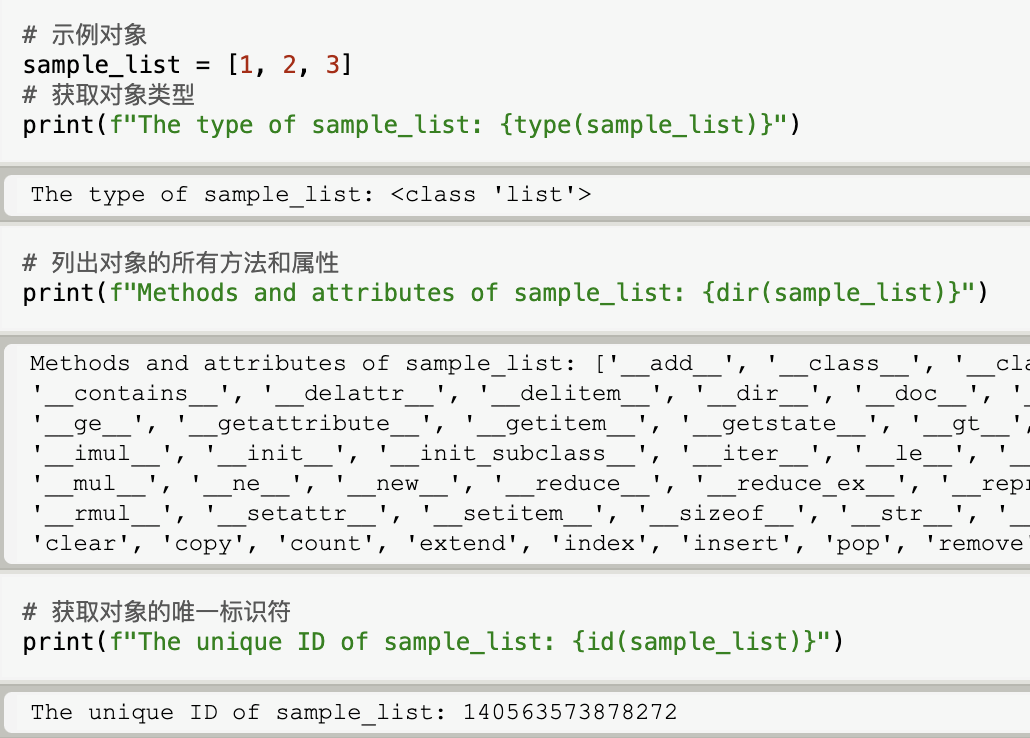 # 示例对象
sample_list = [1, 2, 3]
# 获取对象类型
print(f"The type of sample_list: {type(sample_list)}")
The type of sample_list: <class 'list'>
# 列出对象的所有方法和属性
print(f"Methods and attributes of sample_list: {dir(sample_list)}")
Methods and attributes of sample_list: ['__add__', '__class__', '__cla
'__contains__', '__delattr__', '__delitem__', '__dir__', '__doc__', '_
'__ge__', '__getattribute__', '__getitem__', '__getstate__', '__gt__',
'__imul__', '__init__', '__init_subclass__', '__iter__', '__le__', '__
'__mul__', '__ne__', '__new__', '__reduce__', '__reduce_ex__', '__repr
'__rmul__', '__setattr__', '__setitem__', '__sizeof__', '__str__', '__
'clear', 'copy', 'count', 'extend', 'index', 'insert', 'pop', 'remove'
# 获取对象的唯一标识符
print(f"The unique ID of sample_list: {id(sample_list)}")
The unique ID of sample_list: 140563573878272